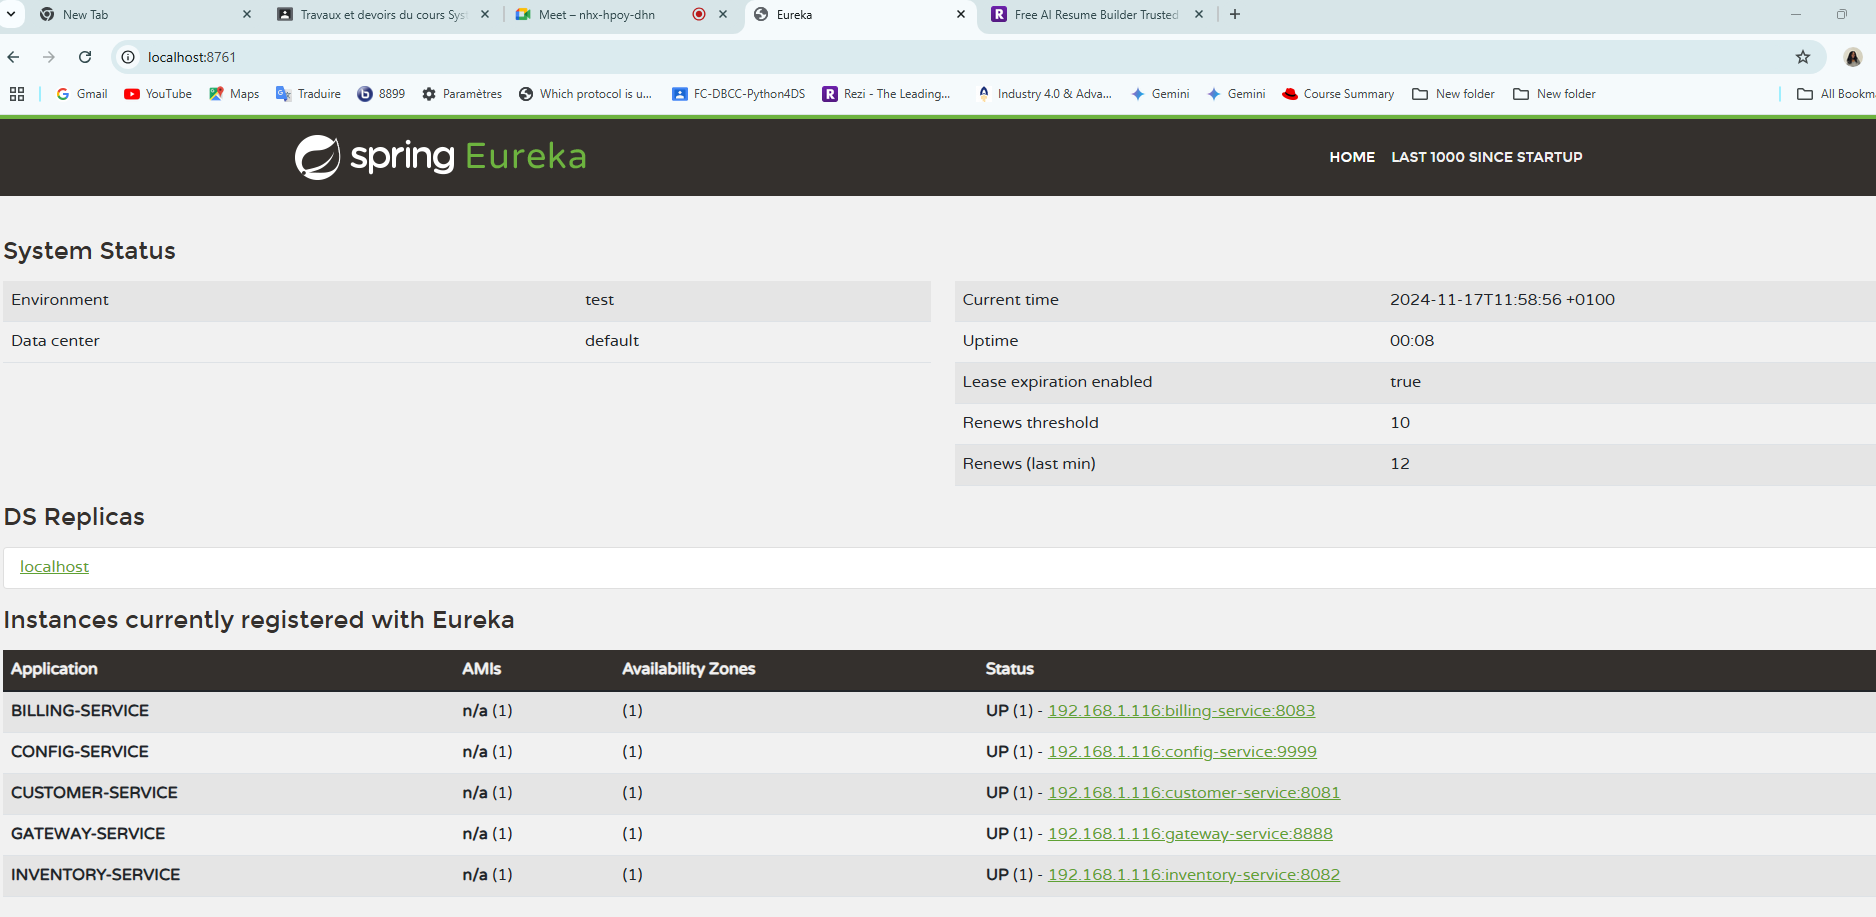 New Tab
Travaux et devoirs du cours Sys
Meet – nhx-hpoy-dhn
Eureka
Free AI Resume Builder Trusted
localhost:8761
Gmail
YouTube
Maps
Traduire
8899
Paramètres
Which protocol is u...
FC-DBCC-Python4DS
Rezi - The Leading...
Industry 4.0 & Adva...
Gemini
Gemini
Course Summary
New folder
New folder
All Bookm
spring Eureka
HOME
LAST 1000 SINCE STARTUP
System Status
Environment test
Data center default
Current time 2024-11-17T11:58:56 +0100
Uptime 00:08
Lease expiration enabled true
Renews threshold 10
Renews (last min) 12
DS Replicas
localhost
Instances currently registered with Eureka
Application AMIs Availability Zones Status
BILLING-SERVICE n/a (1) (1) UP (1) - 192.168.1.116:billing-service:8083
CONFIG-SERVICE n/a (1) (1) UP (1) - 192.168.1.116:config-service:9999
CUSTOMER-SERVICE n/a (1) (1) UP (1) - 192.168.1.116:customer-service:8081
GATEWAY-SERVICE n/a (1) (1) UP (1) - 192.168.1.116:gateway-service:8888
INVENTORY-SERVICE n/a (1) (1) UP (1) - 192.168.1.116:inventory-service:8082